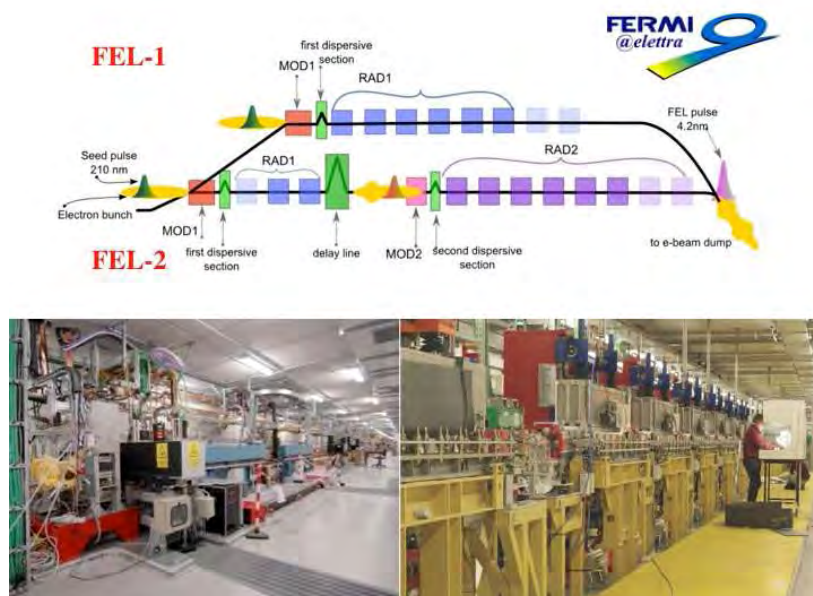 FERMI
@elettra
FEL-1
first dispersive
section
MOD1
RAD1
FEL pulse
4.2nm
Seed pulse
210 nm
RAD1
RAD2
Electron bunch
MOD1
first dispersive
section
delay line
MOD2
second dispersive
section
to e-beam dump
FEL-2